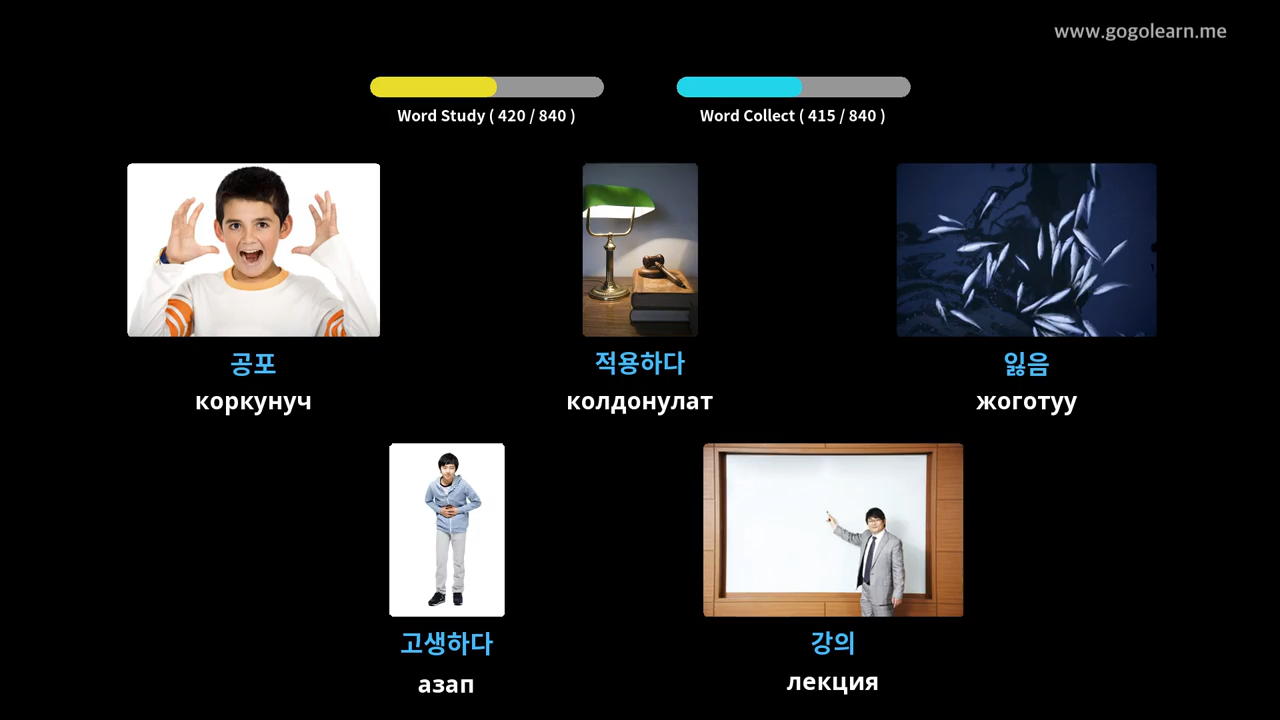 www.gogolearn.me
Word Study ( 420 / 840 )
Word Collect ( 415 / 840 )
공포
коркунуч
적용하다
колдонулат
잃음
жоготуу
고생하다
азап
강의
лекция